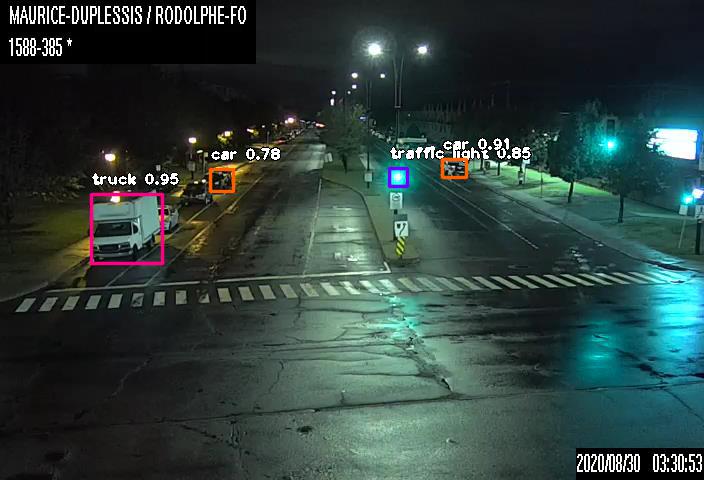 MAURICE-DUPLESSIS / RODOLPHE-FO
1588-385 *
car 0.91
car 0.78
traffic light 0.85
truck 0.95
2020/08/30 03:30:53